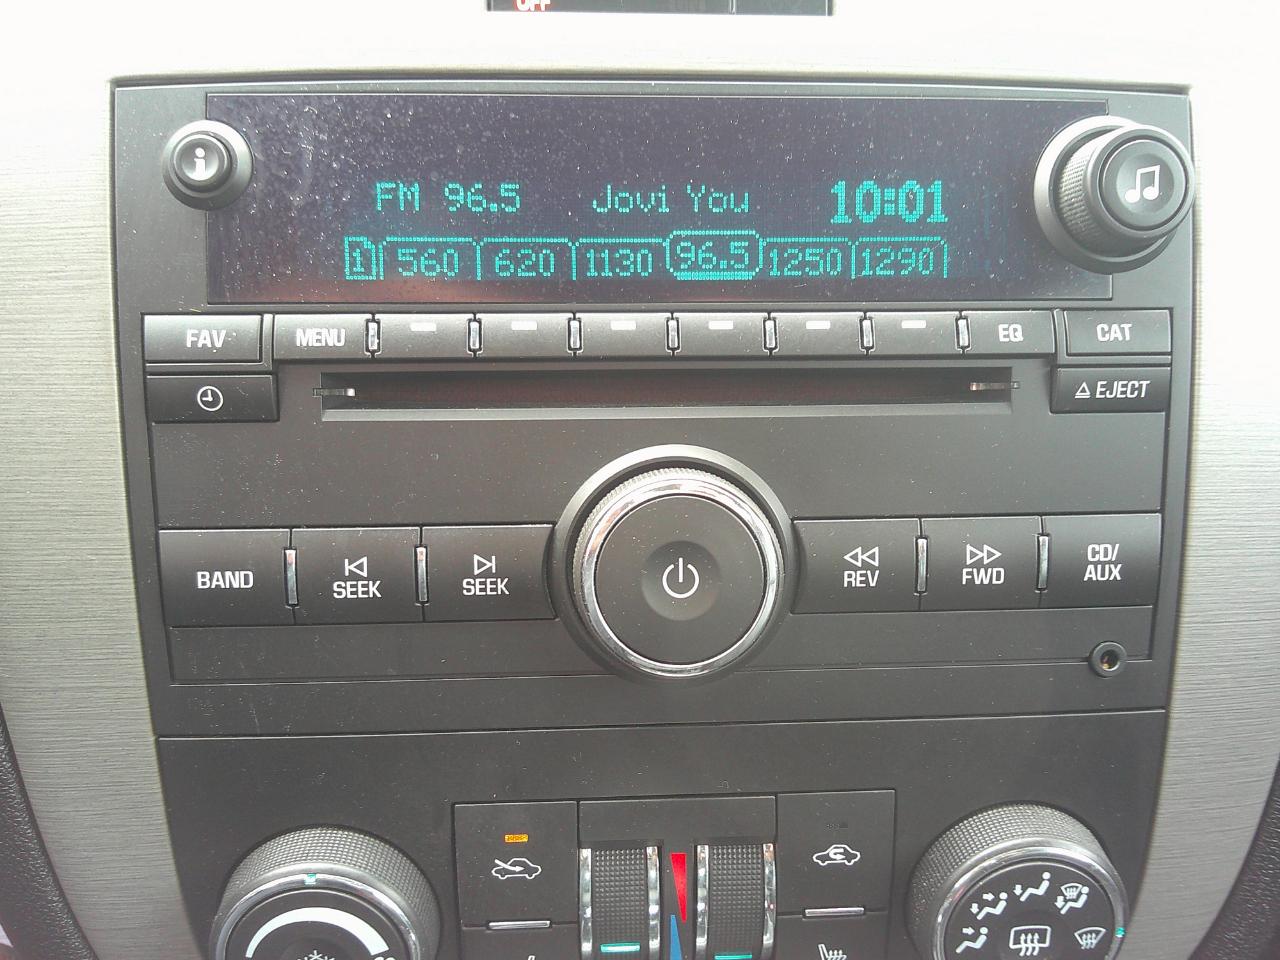 OFF
i
FM 96.5 Jovi You 10:01
1 560 620 1130 96.5 1250 1290
FAV MENU EQ CAT
EJECT
BAND SEEK SEEK REV FWD CD/
AUX